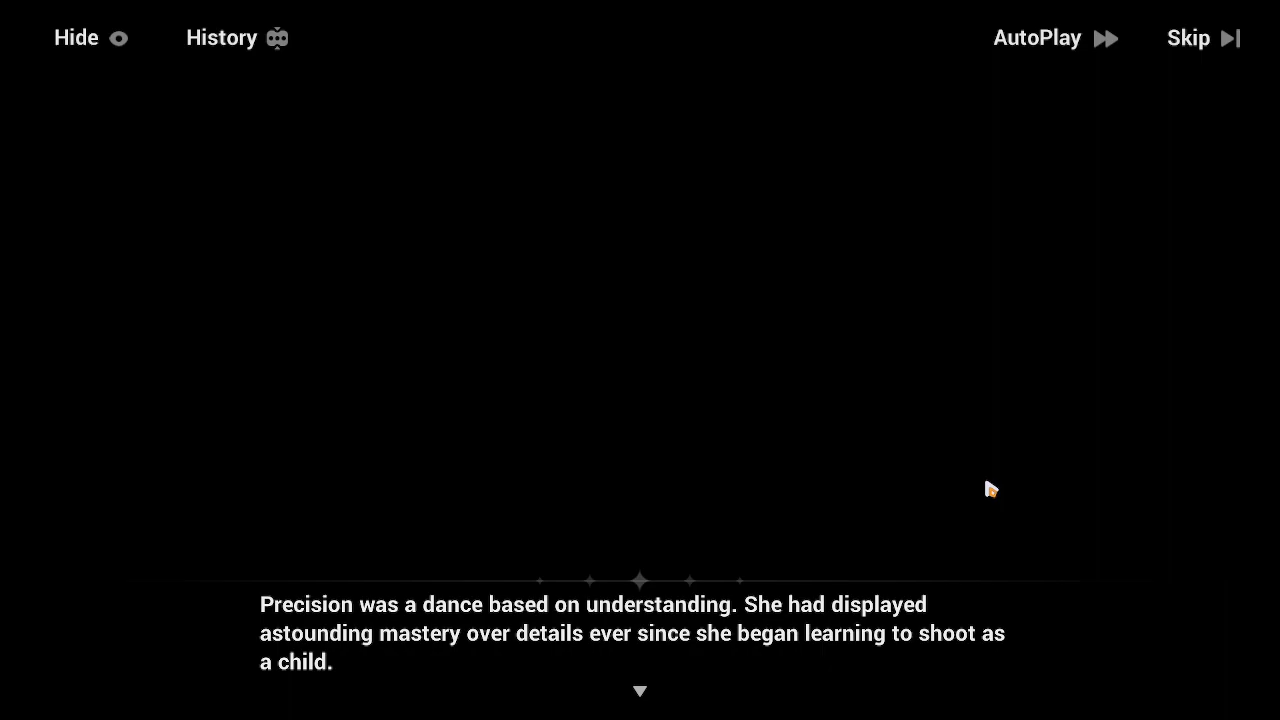 Hide
History
AutoPlay
Skip
Precision was a dance based on understanding. She had displayed
astounding mastery over details ever since she began learning to shoot as
a child.